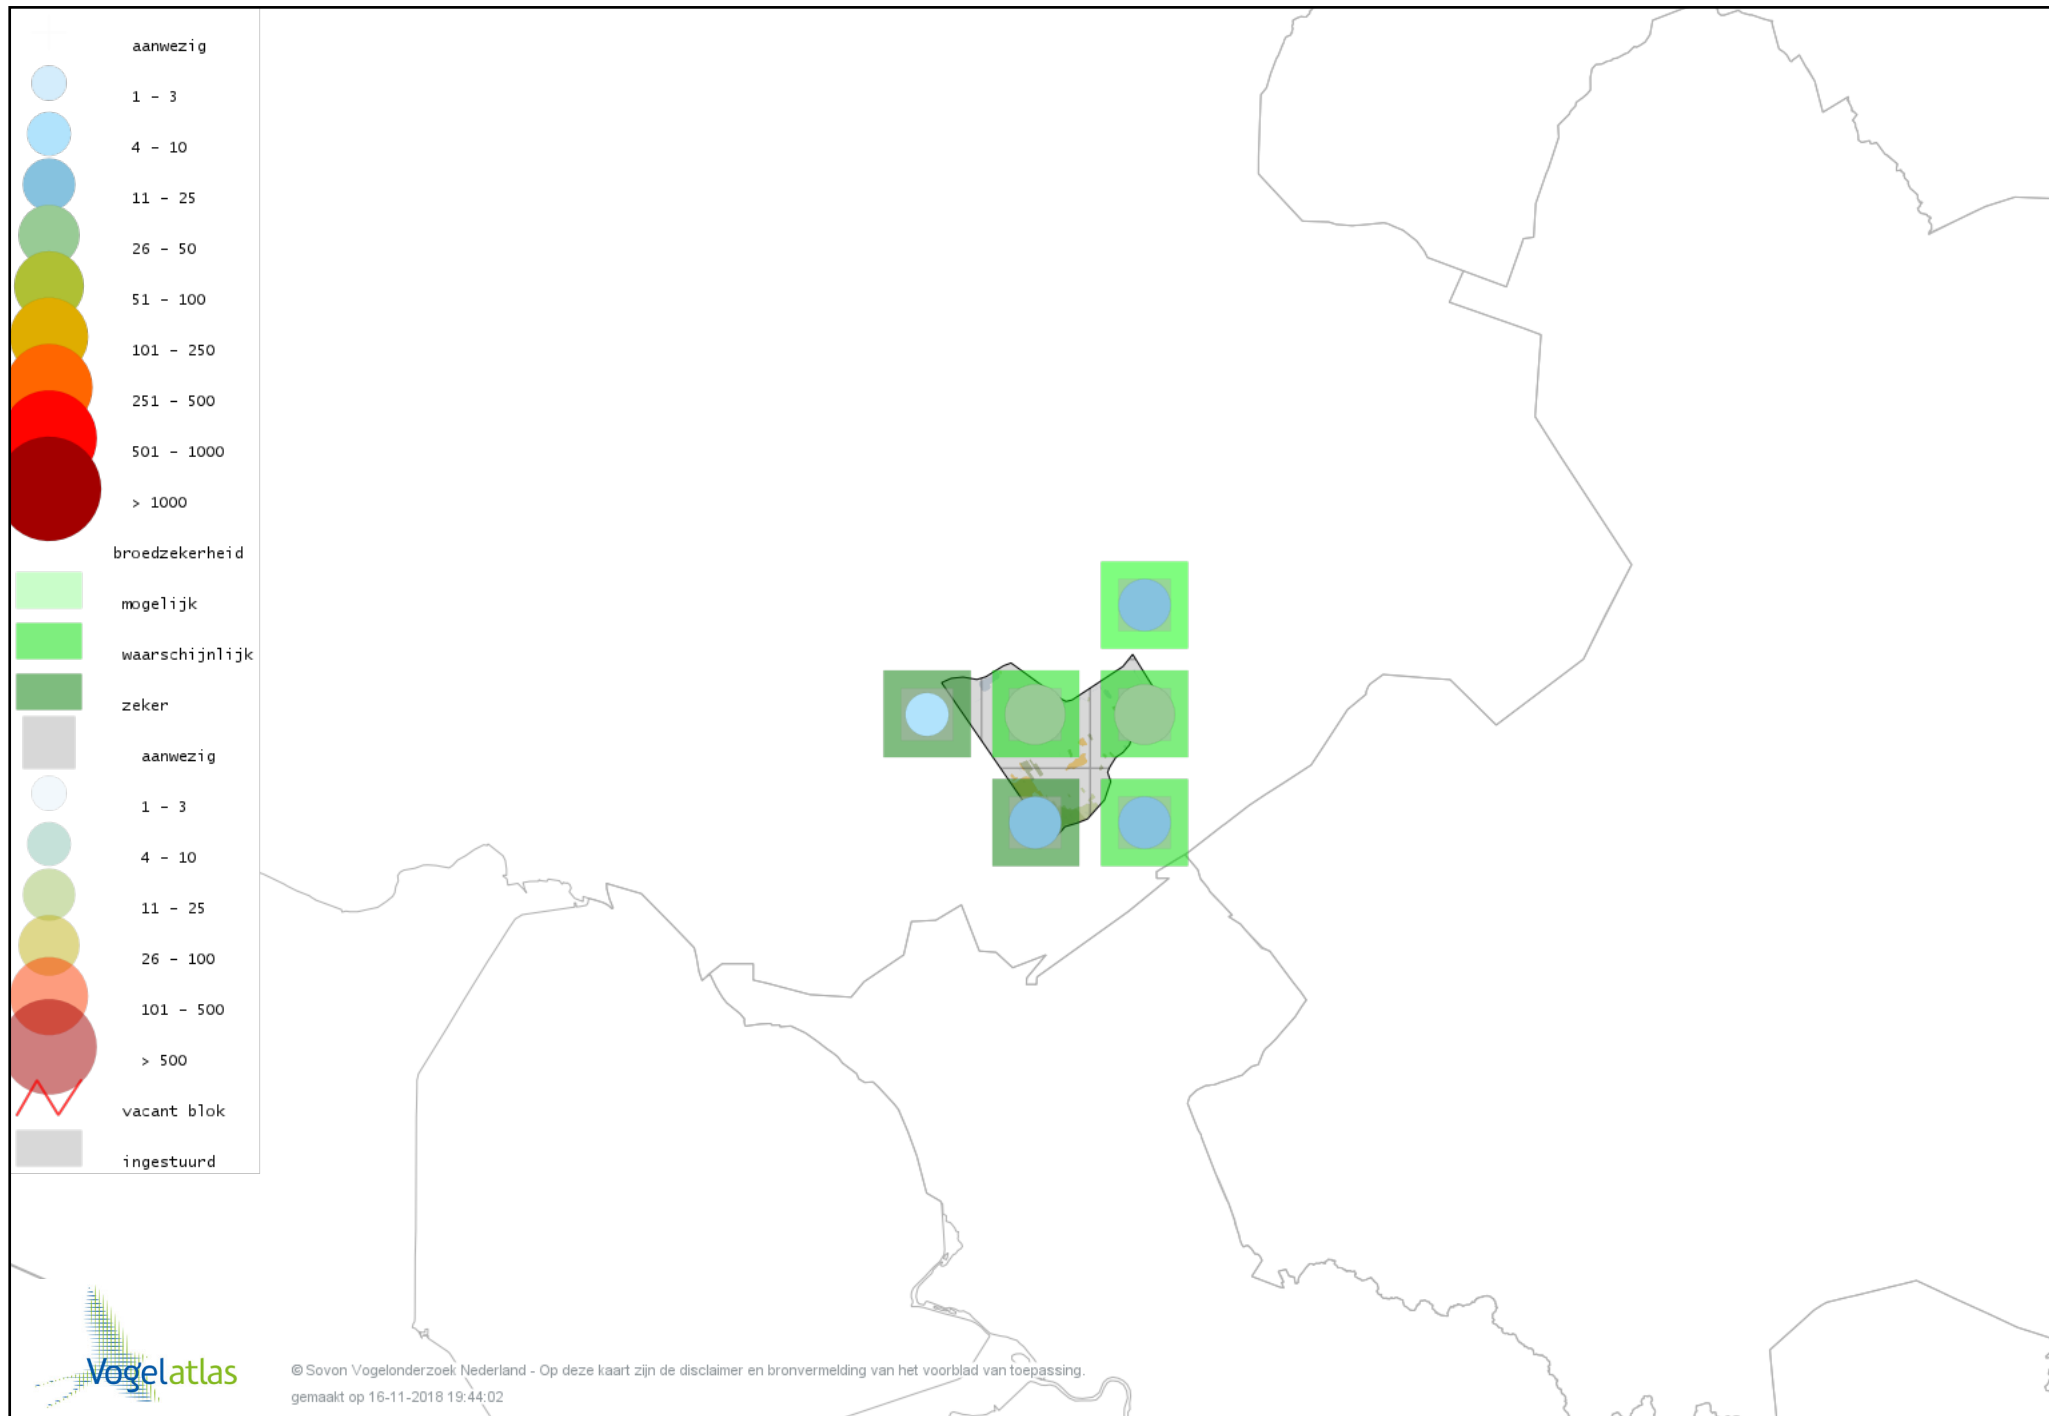 aanwezig
1 - 3
4 - 10
11 - 25
26 - 50
51 - 100
101 - 250
251 - 500
501 - 1000
> 1000
broedzekerheid
mogelijk
waarschijnlijk
zeker
aanwezig
1 - 3
4 - 10
11 - 25
26 - 100
101 - 500
> 500
vacant blok
ingestuurd
Vogelatlas
© Sovon Vogelonderzoek Nederland - Op deze kaart zijn de disclaimer en bronvermelding van het voorblad van toepassing.
gemaakt op 16-11-2018 19:44:02